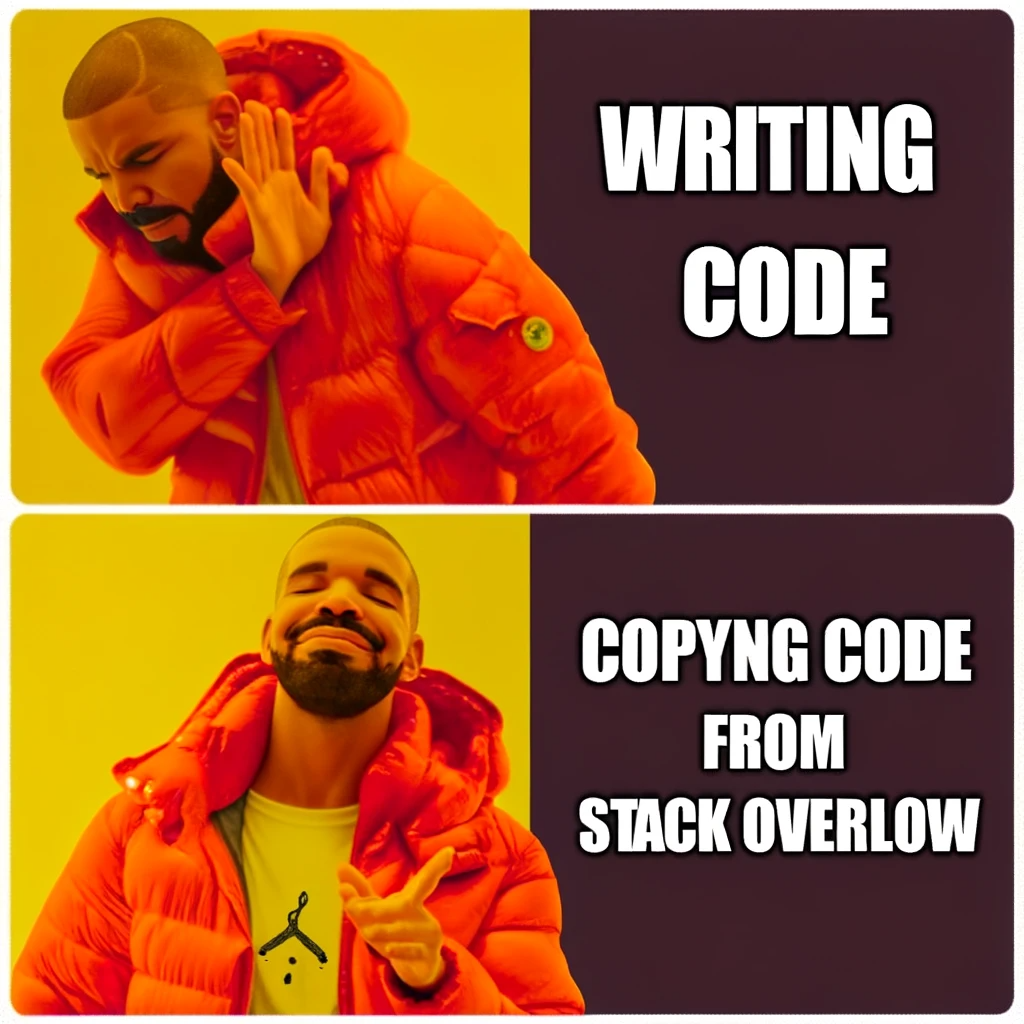 WRITING
CODE
COPYNG CODE
FROM
STACK OVERLOW